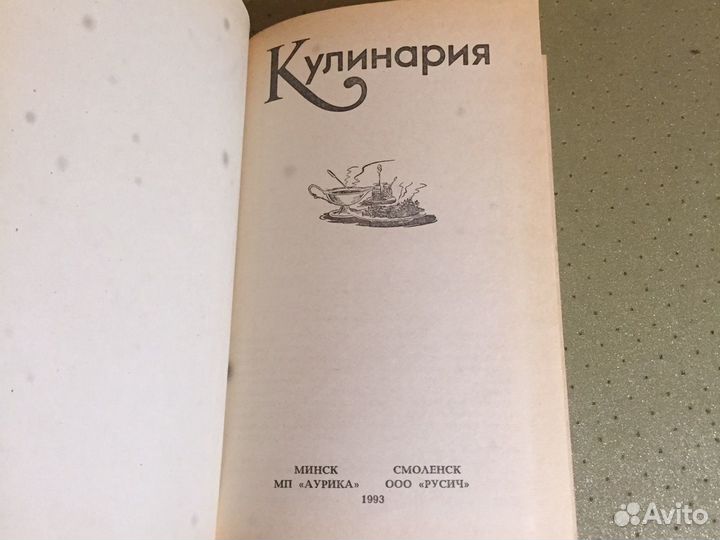 Кулинария
МИНСК СМОЛЕНСК
МП «АУРИКА» ООО «РУСИЧ»
1993
Avito